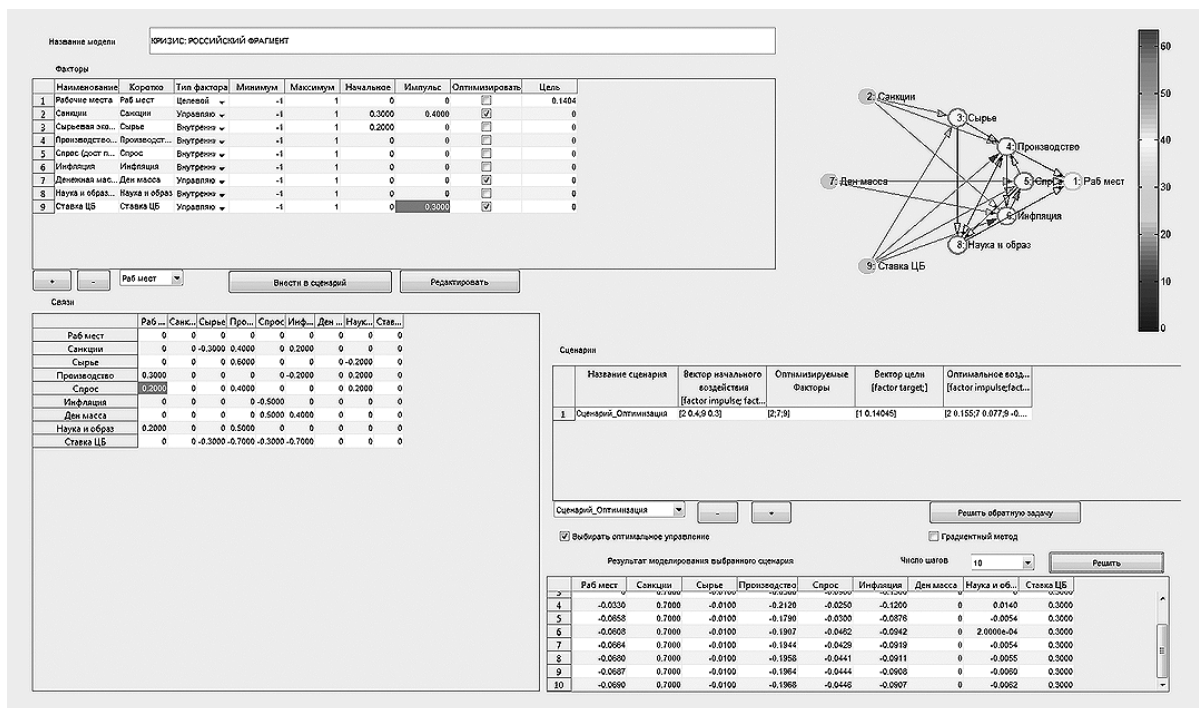 Название модели
КРИЗИС: РОССИЙСКИЙ ФРАГМЕНТ
Факторы
Наименование Коротко Тип фактора Минимум Максимум Начальное Импульс Оптимизировать Цель
1 Рабочие места Раб мест Целевой -1 1 0 0 0.1404
2 Санкции Санкции Управляю -1 1 0.3000 0.4000 0
3 Сырьевая эко... Сырье Внутренн -1 1 0.2000 0 0
4 Производство... Производст... Внутренн -1 1 0 0 0
5 Спрос (дост п... Спрос Внутренн -1 1 0 0 0
6 Инфляция Инфляция Внутренн -1 1 0 0 0
7 Денежная мас... Ден масса Управляю -1 1 0 0 0
8 Наука и образ... Наука и образ Внутренн -1 1 0 0 0
9 Ставка ЦБ Ставка ЦБ Управляю -1 1 0 0.3000 0
+ - Раб мест Внести в сценарий Редактировать
2: Санкции
3: Сырье
4: Производство
7: Ден масса
5: Спрос
1: Раб мест
6: Инфляция
8: Наука и образ
9: Ставка ЦБ
60
50
40
30
20
10
0
Связи
Раб ... Санк... Сырье Про... Спрос Инф... Ден ... Наук... Став...
Раб мест 0 0 0 0 0 0 0 0 0
Санкции 0 0 -0.3000 0.4000 0 0.2000 0 0 0
Сырье 0 0 0 0.6000 0 0 0 -0.2000 0
Производство 0.3000 0 0 0 0 -0.2000 0 0.2000 0
Спрос 0.2000 0 0 0.4000 0 0 0 0.2000 0
Инфляция 0 0 0 0 -0.5000 0 0 0 0
Ден масса 0 0 0 0 0.5000 0.4000 0 0 0
Наука и образ 0.2000 0 0 0.5000 0 0 0 0 0
Ставка ЦБ 0 0 -0.3000 -0.7000 -0.3000 -0.7000 0 0 0
Сценарии
Название сценария Вектор начального воздействия [factor impulse; fact... Оптимизируемые Факторы Вектор цели [factor target;] Оптимальное возд... [factor impulse;fact...
1 Сценарий_Оптимизация [2 0.4;9 0.3] [2;7;9] [1 0.14045] [2 0.155;7 0.077;9 -0....
Сценарий_Оптимизация - + Решить обратную задачу
Выбирать оптимальное управление Градиентный метод
Результат моделирования выбранного сценария Число шагов 10 Решить
Раб мест Санкции Сырье Производство Спрос Инфляция Ден масса Наука и об... Ставка ЦБ
4 -0.0330 0.7000 -0.0100 -0.2120 -0.0250 -0.1200 0 0.0140 0.3000
5 -0.0658 0.7000 -0.0100 -0.1790 -0.0300 -0.0876 0 -0.0054 0.3000
6 -0.0608 0.7000 -0.0100 -0.1907 -0.0462 -0.0942 0 2.0000e-04 0.3000
7 -0.0664 0.7000 -0.0100 -0.1944 -0.0429 -0.0919 0 -0.0054 0.3000
8 -0.0680 0.7000 -0.0100 -0.1958 -0.0441 -0.0911 0 -0.0055 0.3000
9 -0.0687 0.7000 -0.0100 -0.1964 -0.0444 -0.0908 0 -0.0060 0.3000
10 -0.0690 0.7000 -0.0100 -0.1968 -0.0446 -0.0907 0 -0.0062 0.3000